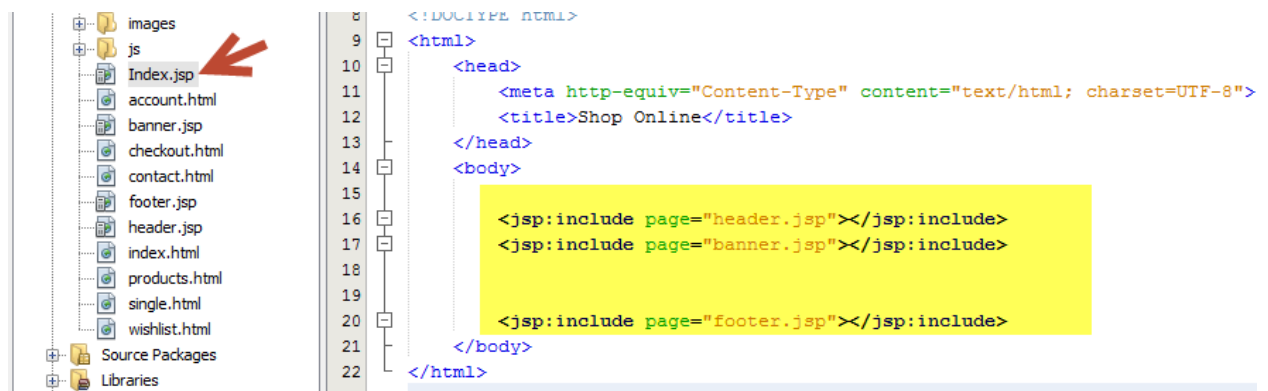 images
js
Index.jsp
account.html
banner.jsp
checkout.html
contact.html
footer.jsp
header.jsp
index.html
products.html
single.html
wishlist.html
Source Packages
Libraries
8 <!DOCTYPE html>
9 <html>
10 <head>
11 <meta http-equiv="Content-Type" content="text/html; charset=UTF-8">
12 <title>Shop Online</title>
13 </head>
14 <body>
15
16 <jsp:include page="header.jsp"></jsp:include>
17 <jsp:include page="banner.jsp"></jsp:include>
18
19
20 <jsp:include page="footer.jsp"></jsp:include>
21 </body>
22 </html>